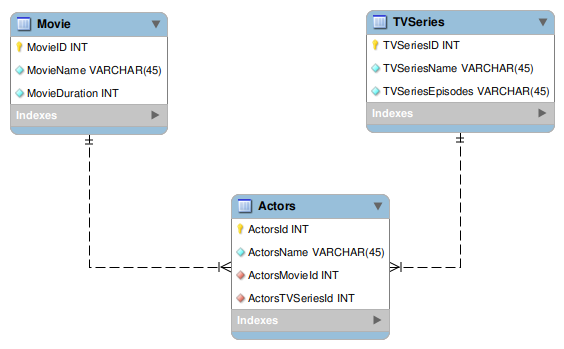 Movie
MovieID INT
MovieName VARCHAR(45)
MovieDuration INT
Indexes
TVSeries
TVSeriesID INT
TVSeriesName VARCHAR(45)
TVSeriesEpisodes VARCHAR(45)
Indexes
Actors
ActorsId INT
ActorsName VARCHAR(45)
ActorsMovieId INT
ActorsTVSeriesId INT
Indexes